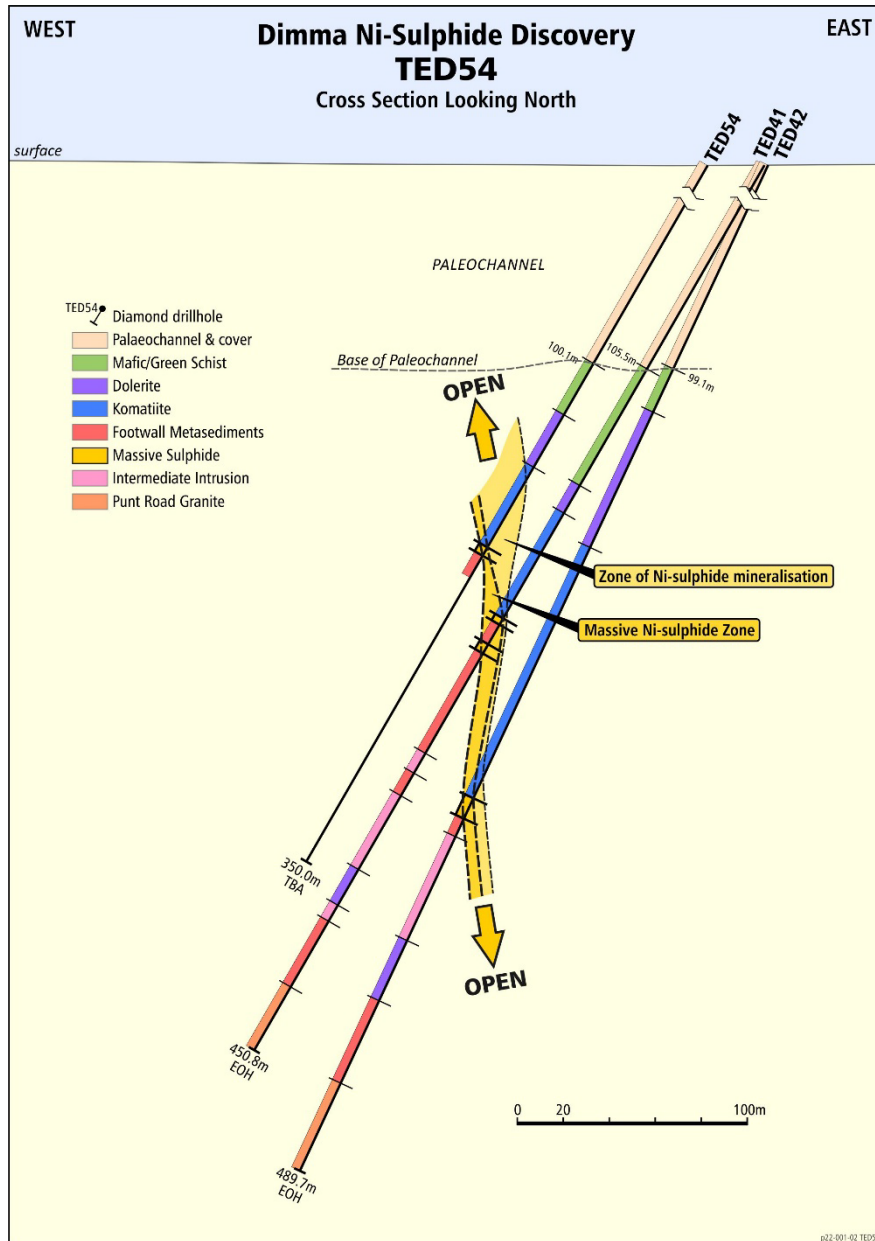 WEST
Dimma Ni-Sulphide Discovery
EAST
TED54
Cross Section Looking North
surface
TED54
TED41
TED42
PALEOCHANNEL
TED54
Diamond drillhole
Palaeochannel & cover
Mafic/Green Schist
Dolerite
Komatiite
Footwall Metasediments
Massive Sulphide
Intermediate Intrusion
Punt Road Granite
Base of Paleochannel
100.1m
105.5m
99.1m
OPEN
Zone of Ni-sulphide mineralisation
Massive Ni-sulphide Zone
350.0m
TBA
OPEN
450.8m
EOH
489.7m
EOH
0 20 100m